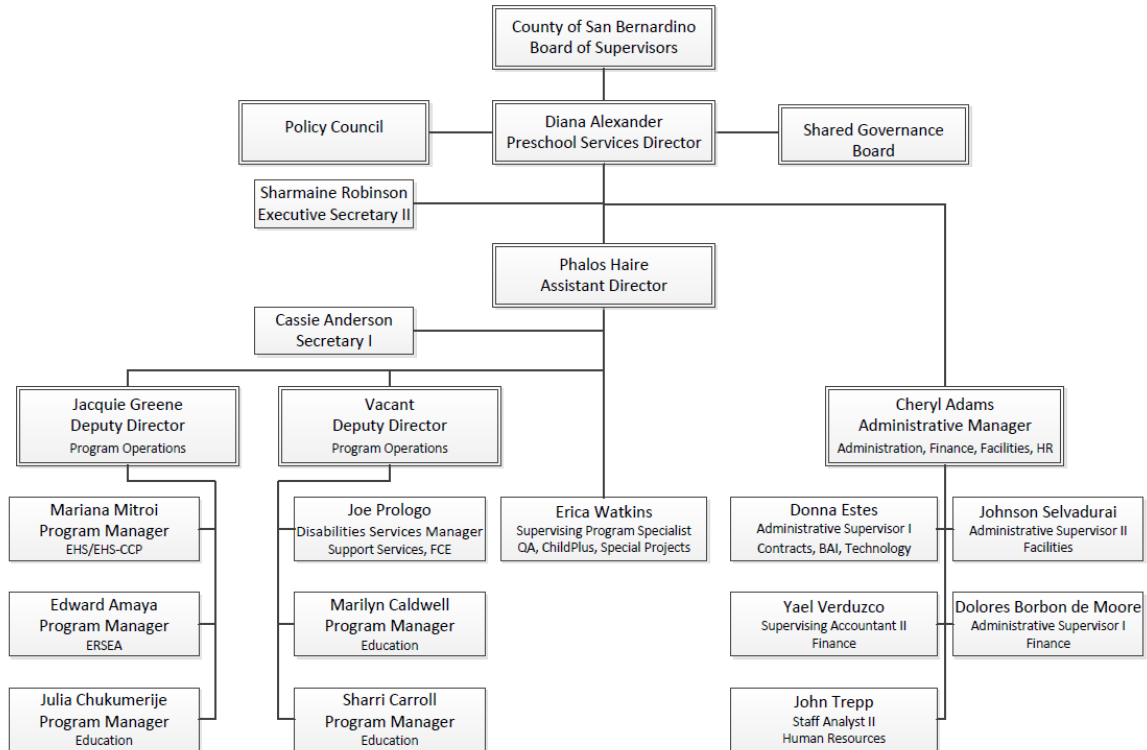 County of San Bernardino
Board of Supervisors
Policy Council
Diana Alexander
Preschool Services Director
Shared Governance
Board
Sharmaine Robinson
Executive Secretary II
Phalos Haire
Assistant Director
Cassie Anderson
Secretary I
Jacquie Greene
Deputy Director
Program Operations
Vacant
Deputy Director
Program Operations
Cheryl Adams
Administrative Manager
Administration, Finance, Facilities, HR
Mariana Mitroi
Program Manager
EHS/EHS-CCP
Joe Prologo
Disabilities Services Manager
Support Services, FCE
Erica Watkins
Supervising Program Specialist
QA, ChildPlus, Special Projects
Donna Estes
Administrative Supervisor I
Contracts, BAI, Technology
Johnson Selvadurai
Administrative Supervisor II
Facilities
Edward Amaya
Program Manager
ERSEA
Marilyn Caldwell
Program Manager
Education
Yael Verduzco
Supervising Accountant II
Finance
Dolores Borbon de Moore
Administrative Supervisor I
Finance
Julia Chukumerije
Program Manager
Education
Sharri Carroll
Program Manager
Education
John Trepp
Staff Analyst II
Human Resources